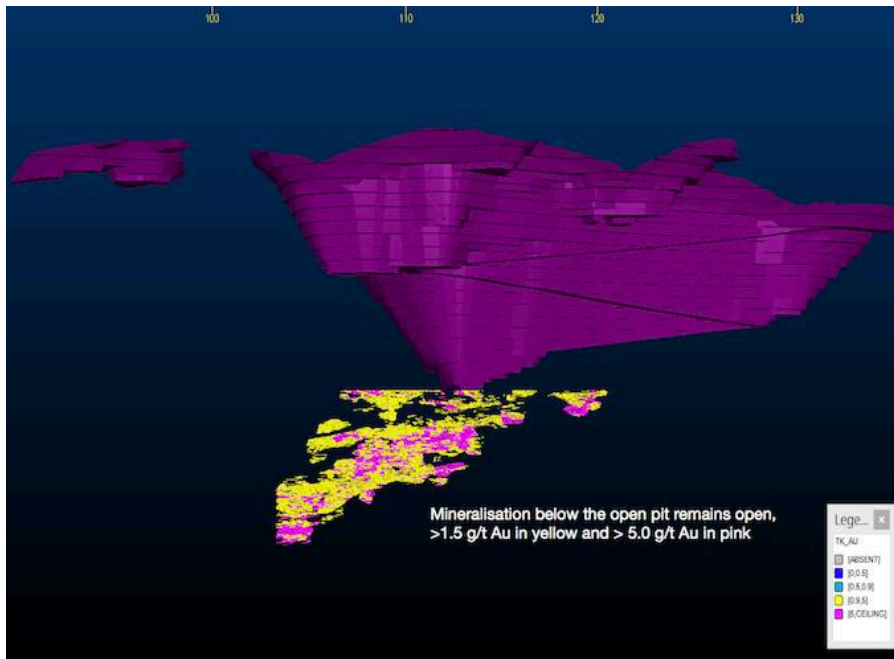 100 110 120 130
Mineralisation below the open pit remains open,
>1.5 g/t Au in yellow and > 5.0 g/t Au in pink
Lege... x
TK_AU
[ABSENT]
[0,0.5]
[0.5,0.9]
[0.9,5]
[5,CEILING]